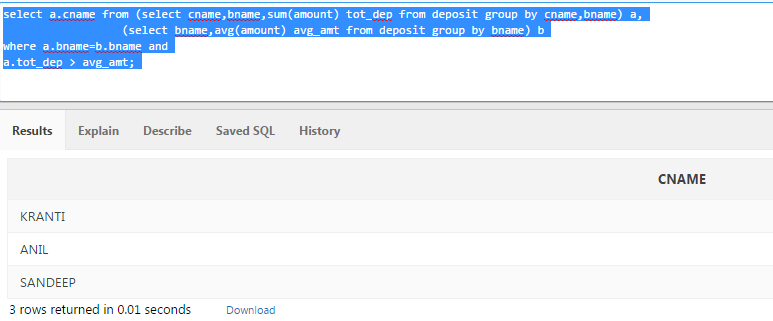 select a.cname from (select cname,bname,sum(amount) tot_dep from deposit group by cname,bname) a,
(select bname,avg(amount) avg_amt from deposit group by bname) b
where a.bname=b.bname and
a.tot_dep > avg_amt;
Results Explain Describe Saved SQL History
CNAME
KRANTI
ANIL
SANDEEP
3 rows returned in 0.01 seconds Download